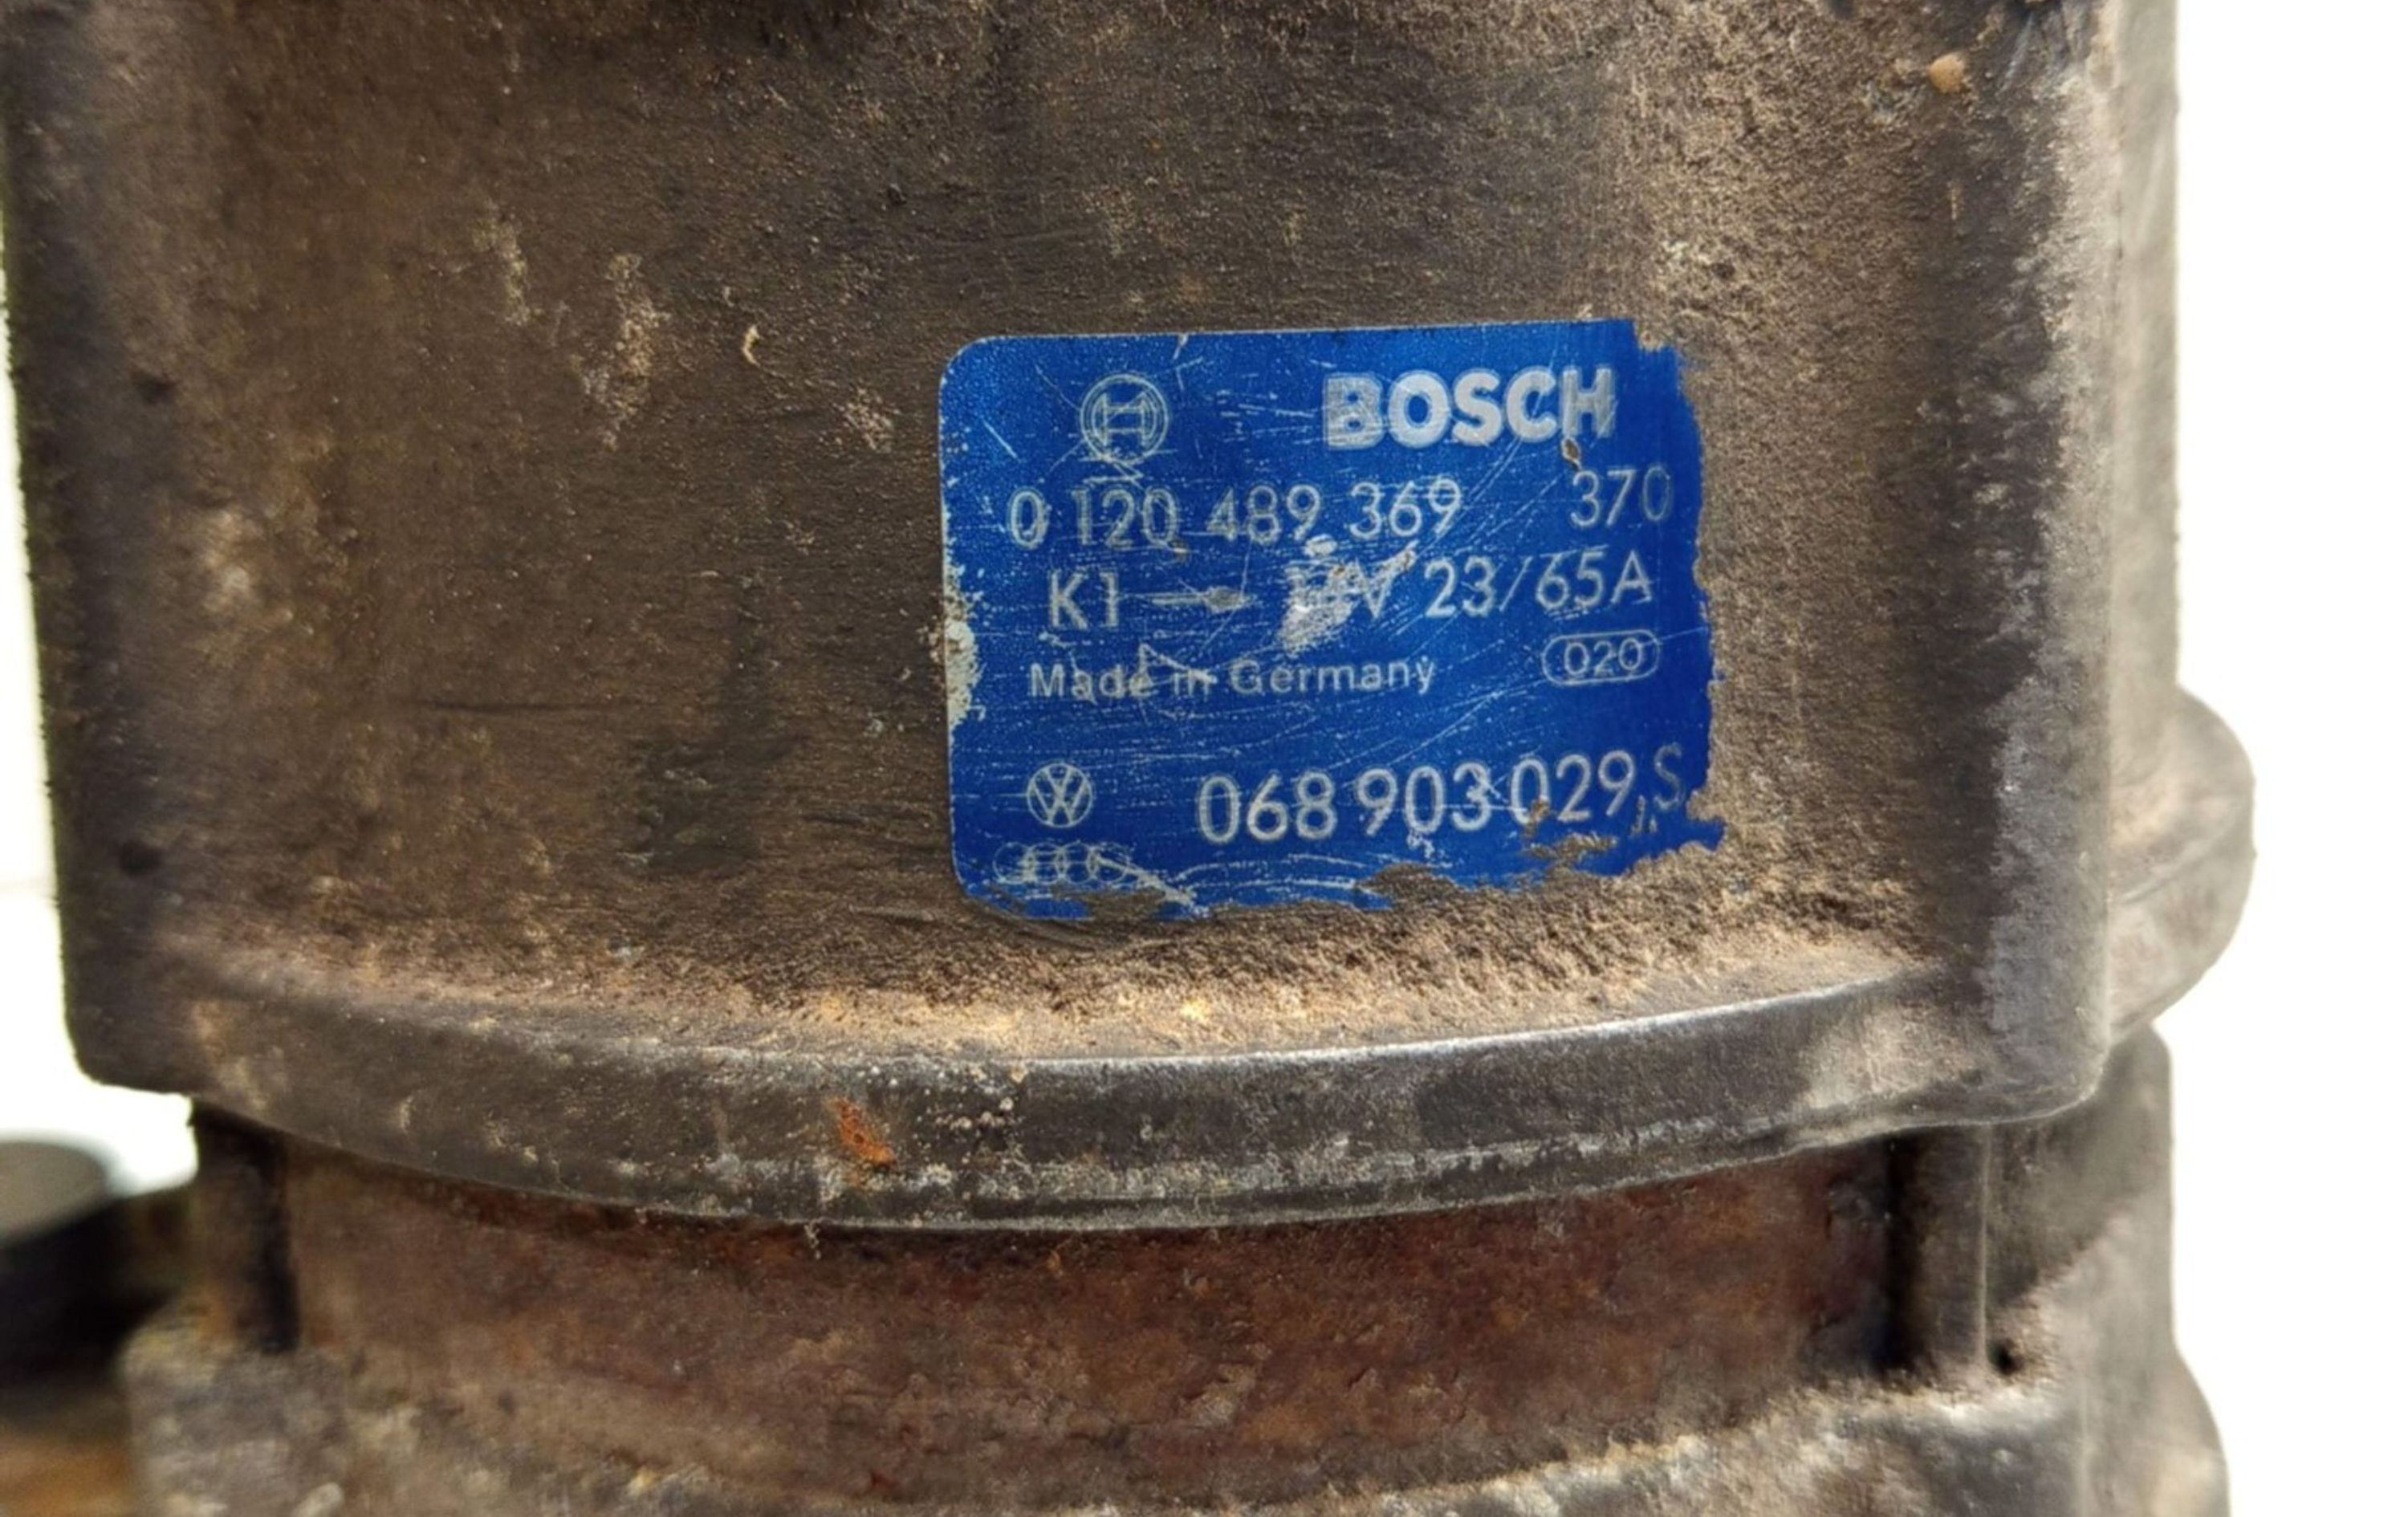 BOSCH
0 120 489 369 370
K1 → V 23/65A
Made in Germany 020
068 903 029 S